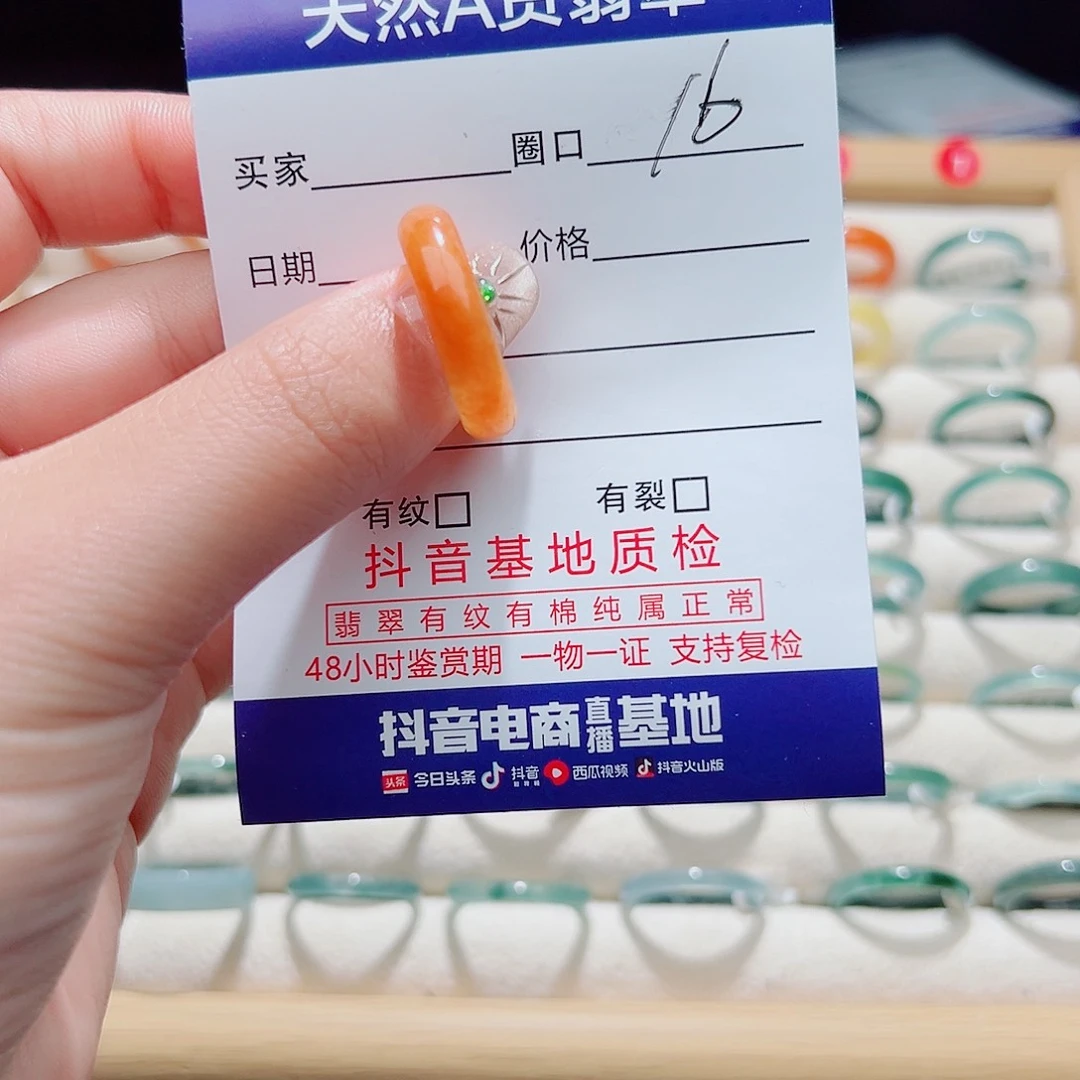 天然A货翡翠
买家 圈口 16
日期 价格
有纹 有裂
抖音基地质检
翡翠有纹有棉纯属正常
48小时鉴赏期 一物一证 支持复检
抖音电商直播基地
头条 今日头条 抖音 西瓜视频 抖音火山版